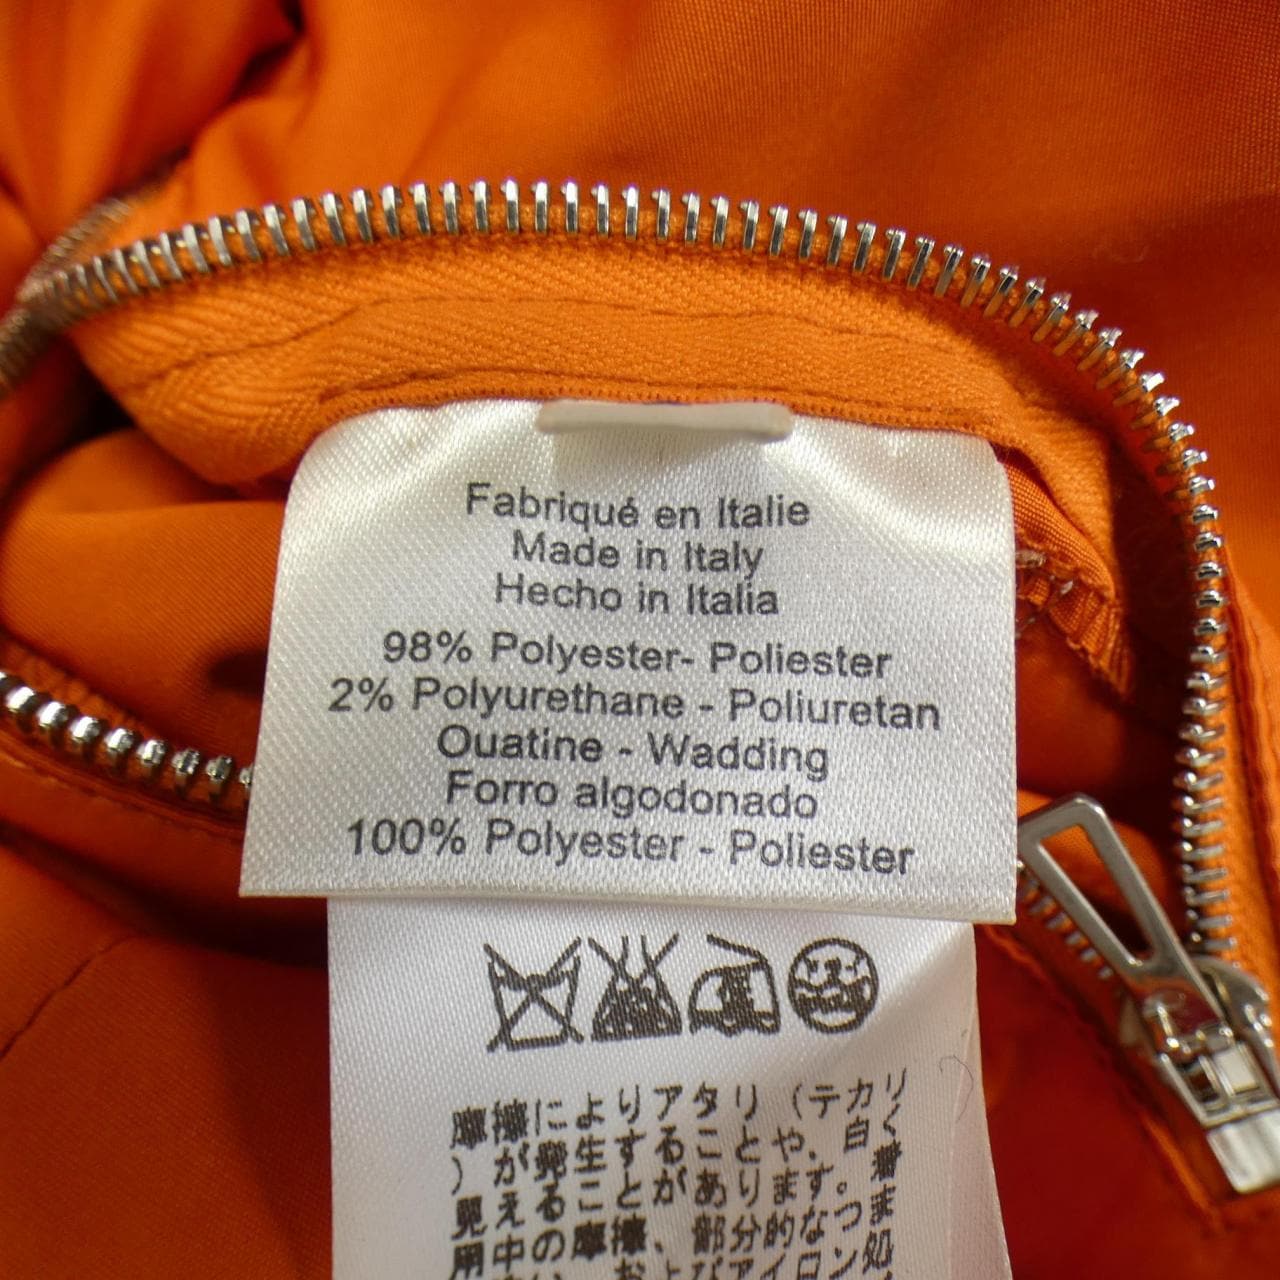 Fabriqué en Italie
Made in Italy
Hecho in Italia
98% Polyester- Poliester
2% Polyurethane - Poliuretan
Ouatine - Wadding
Forro algodonado
100% Polyester - Poliester
摩擦によりアタリ（テカリ
）が発生することや、白く
見えることがあります。着
用中の摩擦、部分的なつま